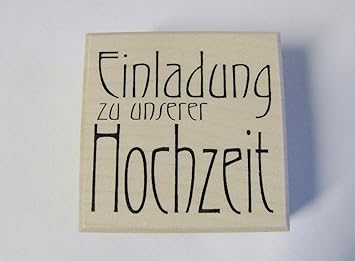 Einladung
zu unserer
Hochzeit